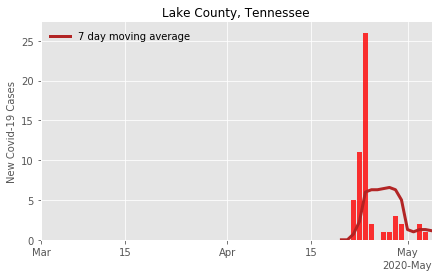 Lake County, Tennessee
7 day moving average
New Covid-19 Cases
25
20
15
10
5
0
Mar 15 Apr 15 May
2020-May